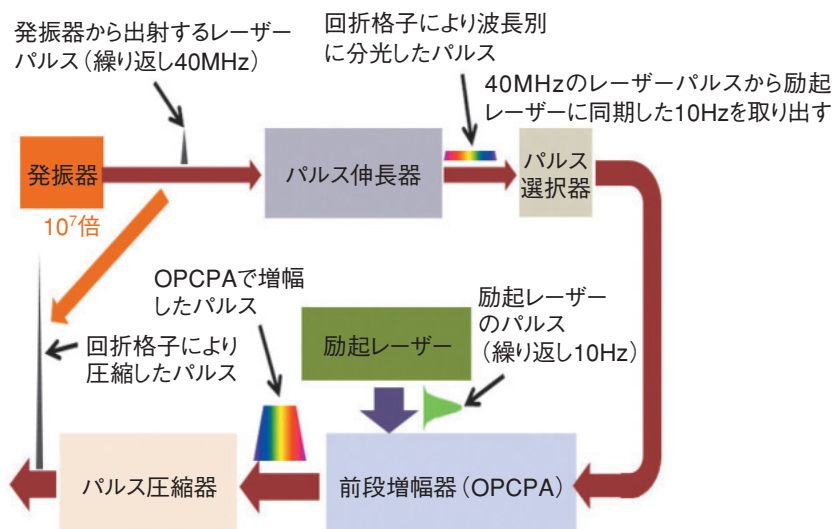 発振器から出射するレーザー
パルス（繰り返し40MHz）
回折格子により波長別
に分光したパルス
40MHzのレーザーパルスから励起
レーザーに同期した10Hzを取り出す
発振器
パルス伸長器
パルス
選択器
10⁷倍
OPCPAで増幅
したパルス
励起レーザー
のパルス
（繰り返し10Hz）
励起レーザー
回折格子により
圧縮したパルス
パルス圧縮器
前段増幅器（OPCPA）